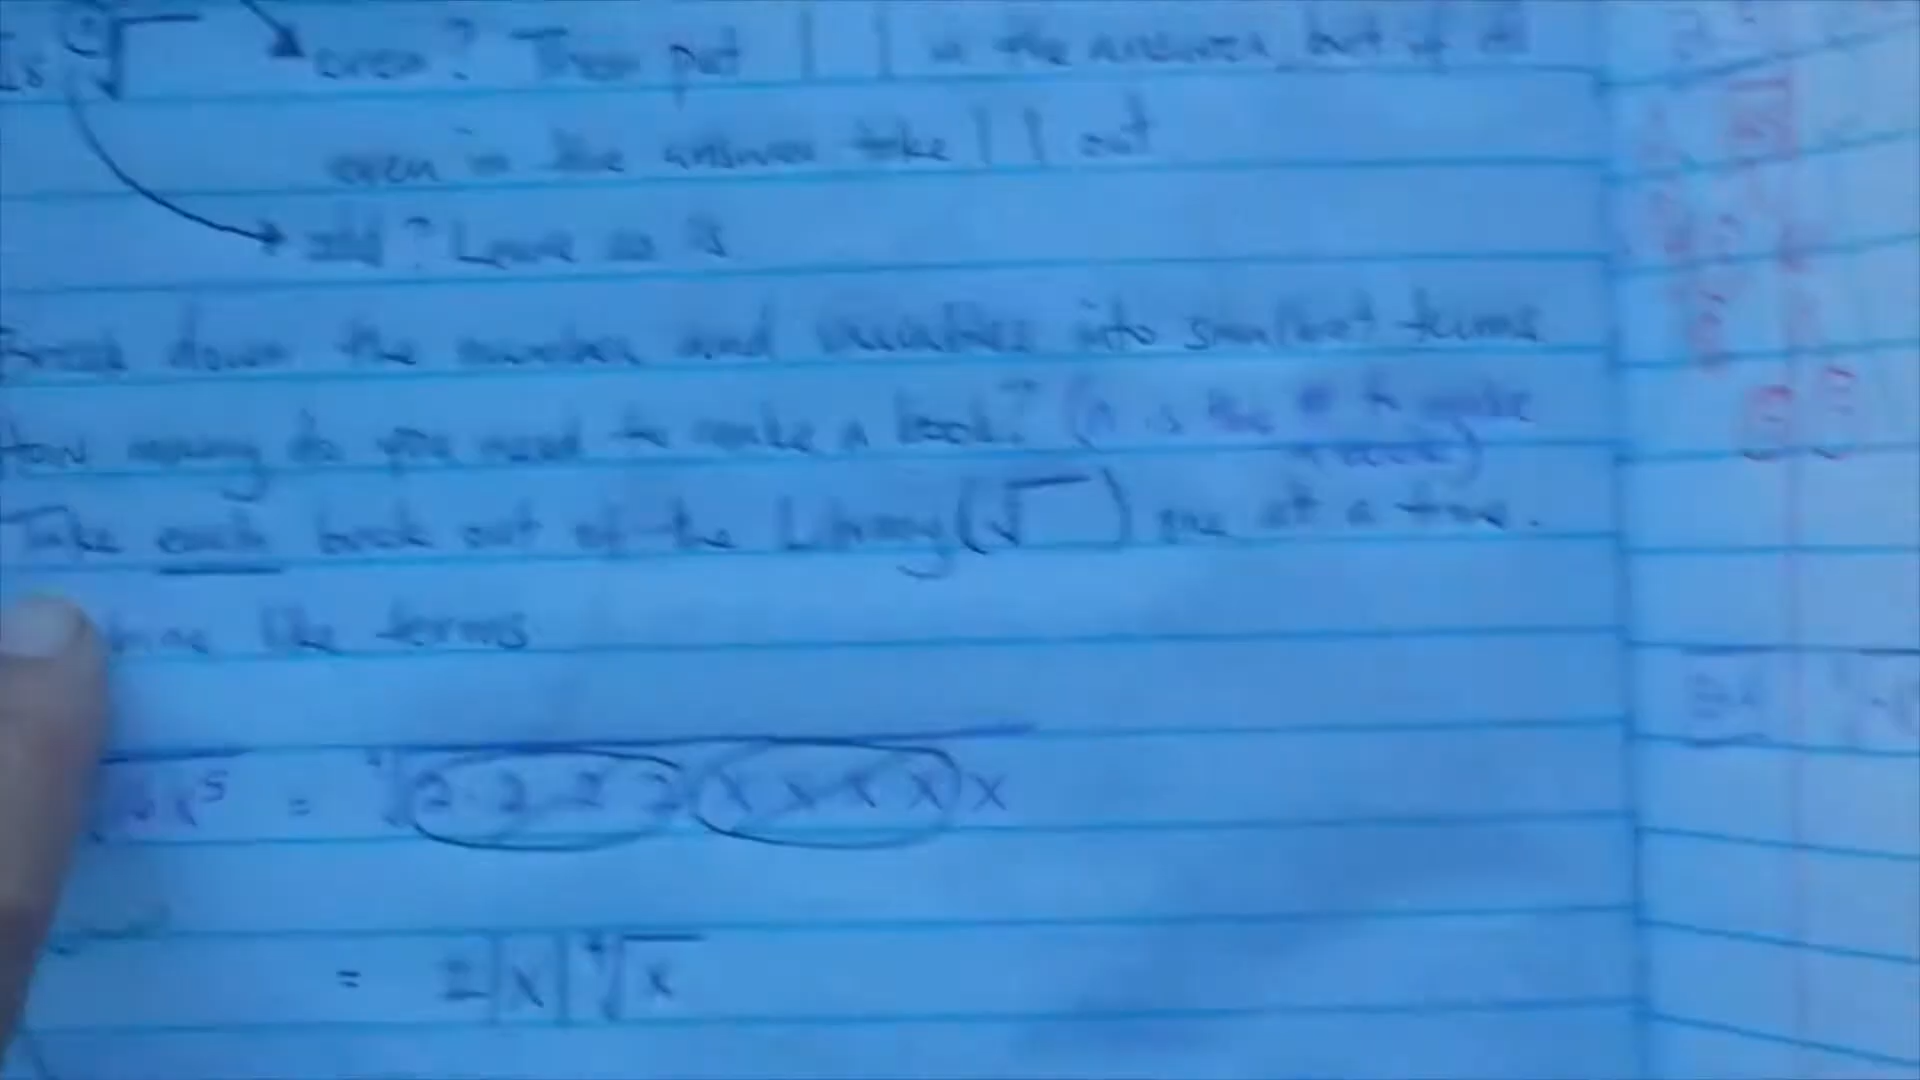 Is ⁿ√ even? Then put | | in the answer, but if it's
even in the answer take | | out
odd? Leave as is
Break down the number and variables into smallest terms
How many do you need to make a book? (n is the # to make
a book)
Take each book out of the Library (√ ) one at a time.
like terms
x⁵ = ⁴√2·2·2·2 x x x x x
= 2|x| ⁴√x